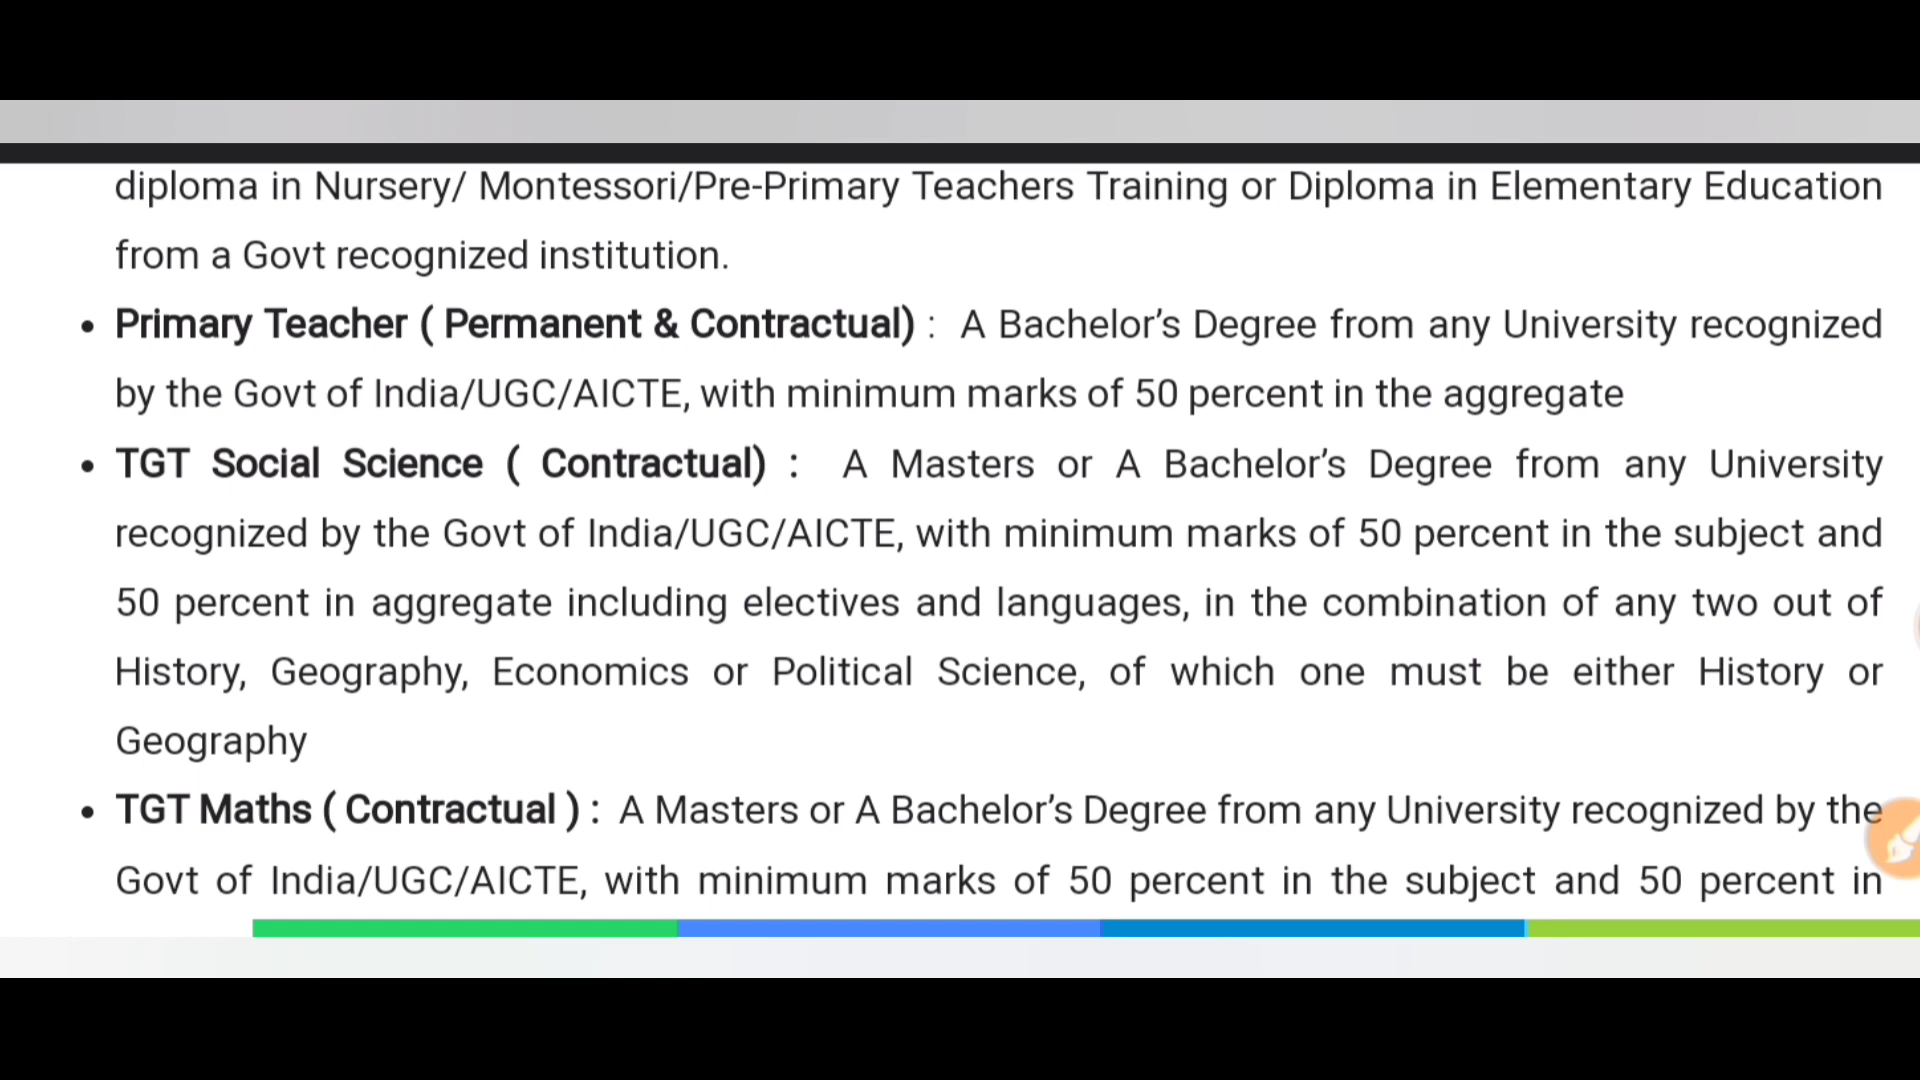 diploma in Nursery/ Montessori/Pre-Primary Teachers Training or Diploma in Elementary Education
from a Govt recognized institution.
• Primary Teacher ( Permanent & Contractual) :  A Bachelor’s Degree from any University recognized
by the Govt of India/UGC/AICTE, with minimum marks of 50 percent in the aggregate
• TGT Social Science ( Contractual) :  A Masters or A Bachelor’s Degree from any University
recognized by the Govt of India/UGC/AICTE, with minimum marks of 50 percent in the subject and
50 percent in aggregate including electives and languages, in the combination of any two out of
History, Geography, Economics or Political Science, of which one must be either History or
Geography
• TGT Maths ( Contractual ) :  A Masters or A Bachelor’s Degree from any University recognized by the
Govt of India/UGC/AICTE, with minimum marks of 50 percent in the subject and 50 percent in